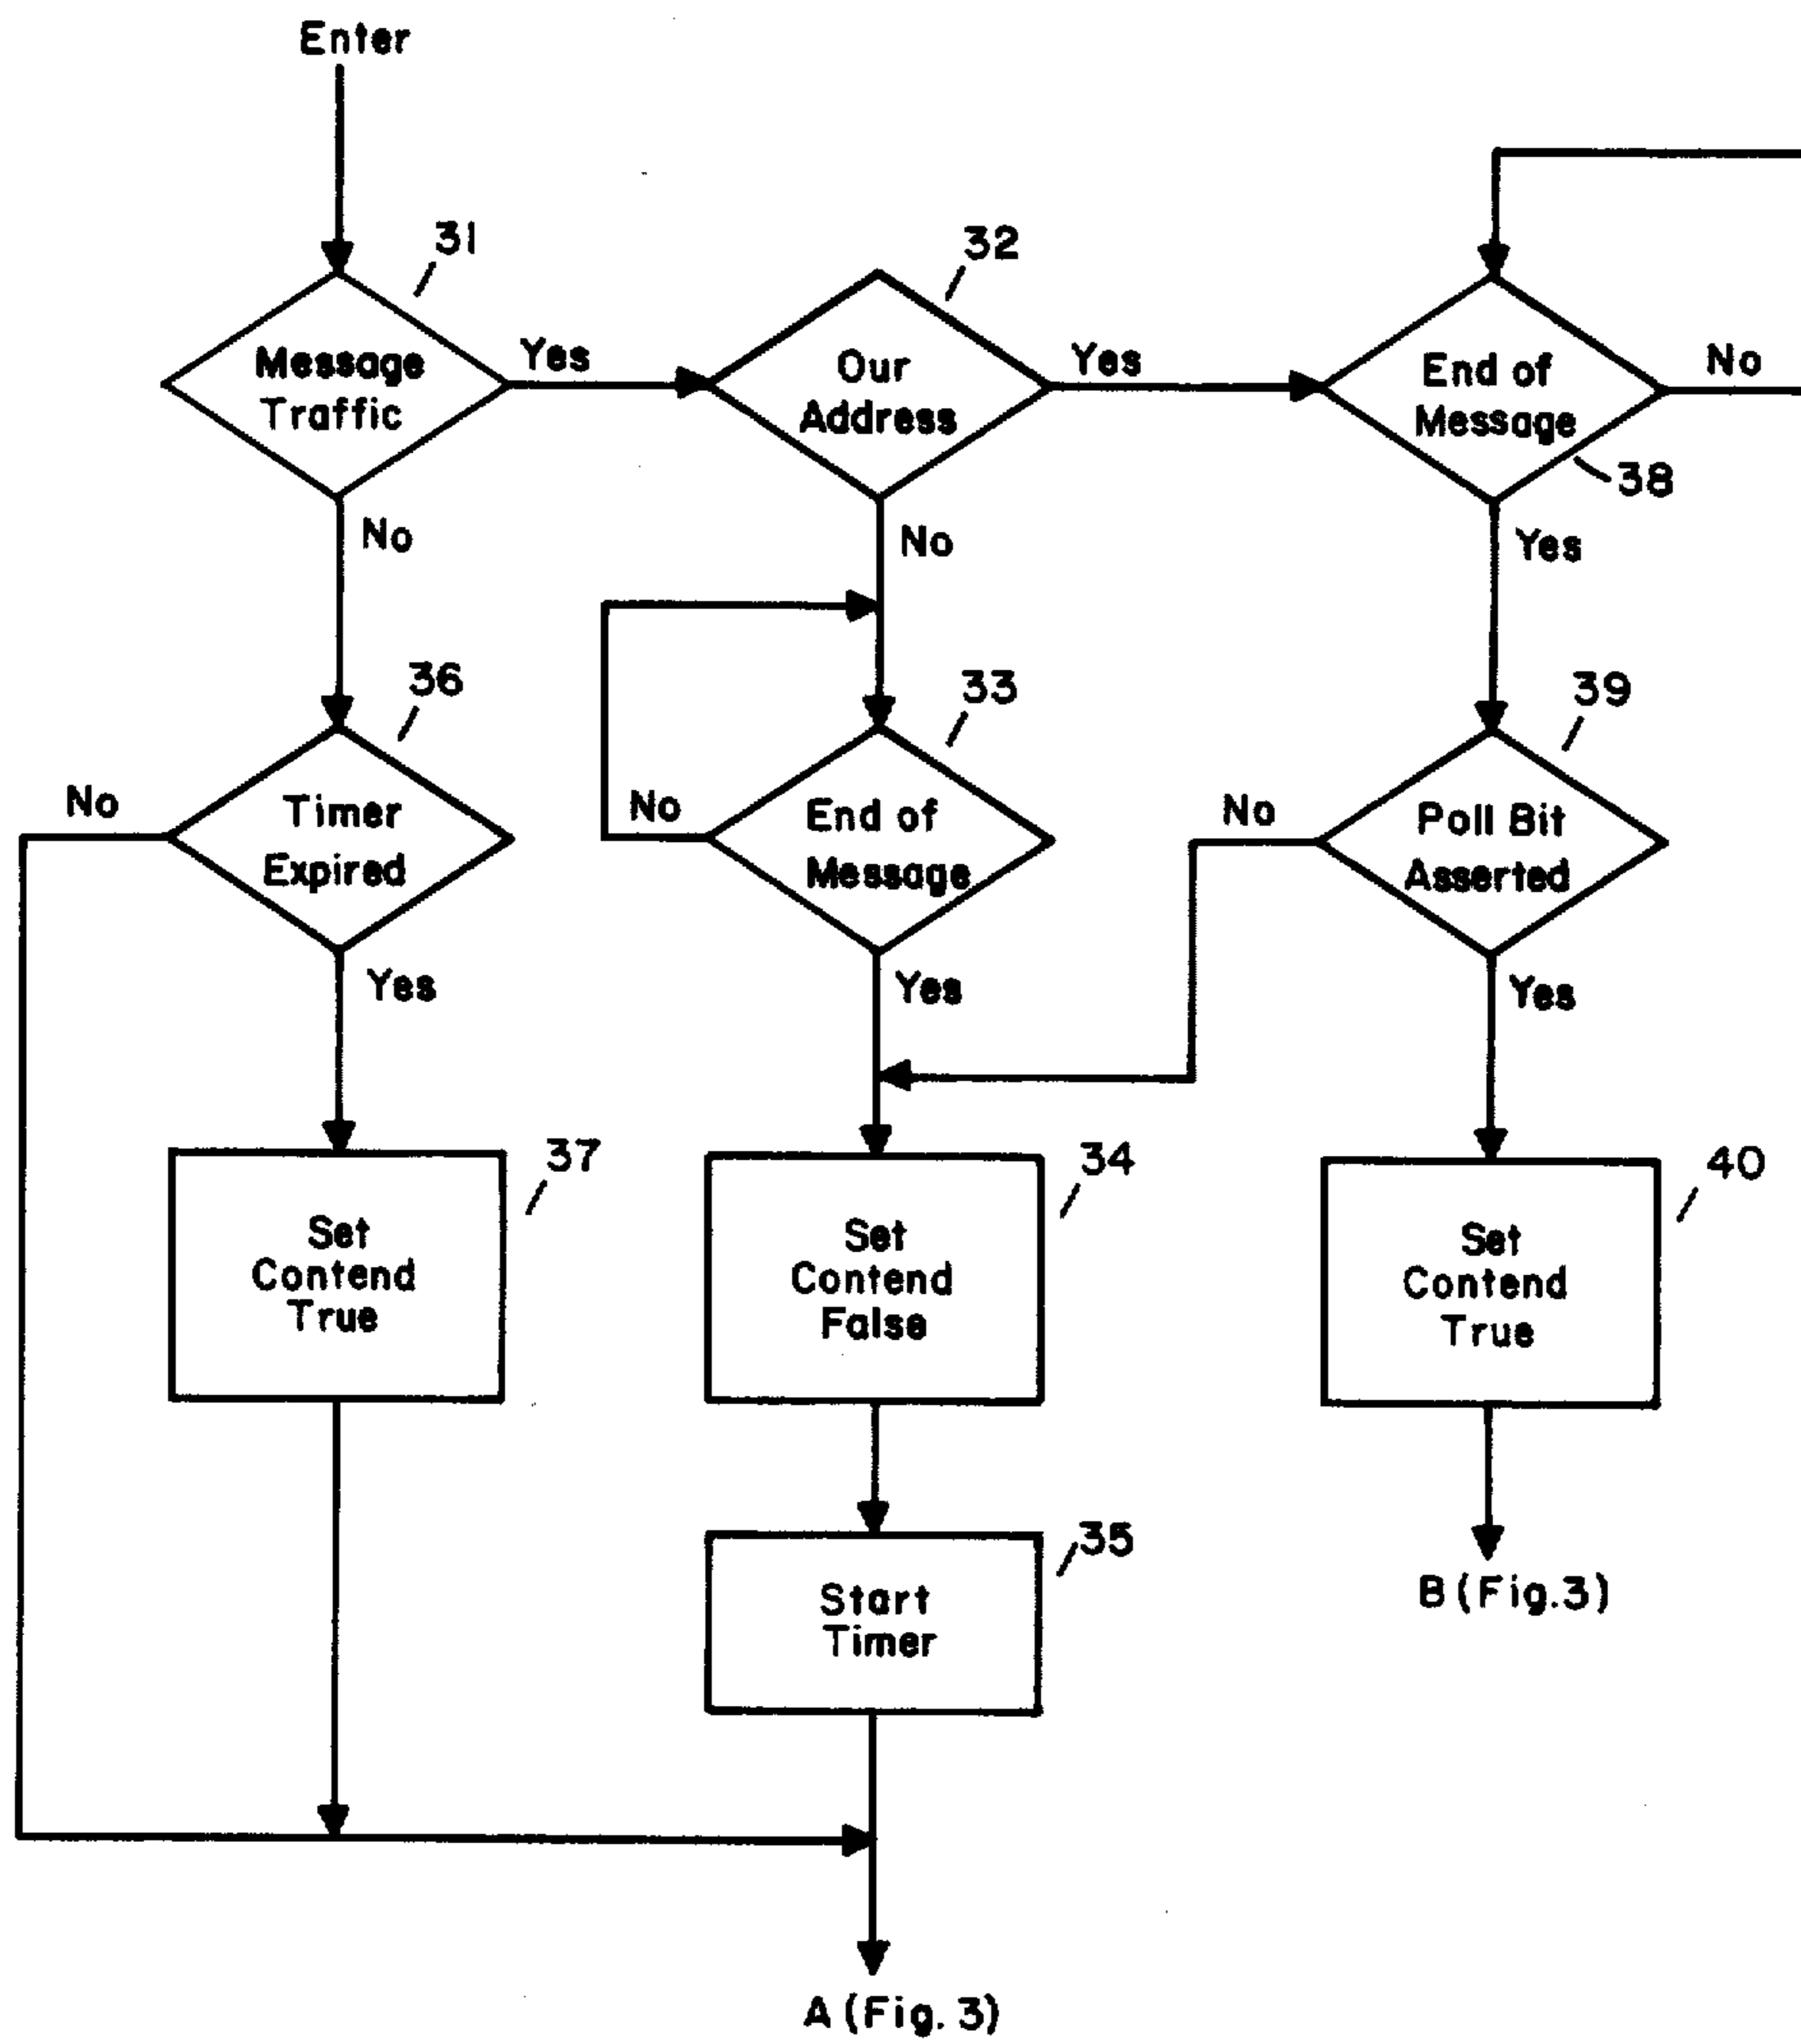 Enter
31
Message
Traffic
Yes
No
32
Our
Address
Yes
No
End of
Message
38
No
Yes
36
Timer
Expired
No
Yes
33
End of
Message
No
Yes
39
Poll Bit
Asserted
No
Yes
37
Set
Contend
True
34
Set
Contend
False
40
Set
Contend
True
35
Start
Timer
B (Fig.3)
A (Fig. 3)